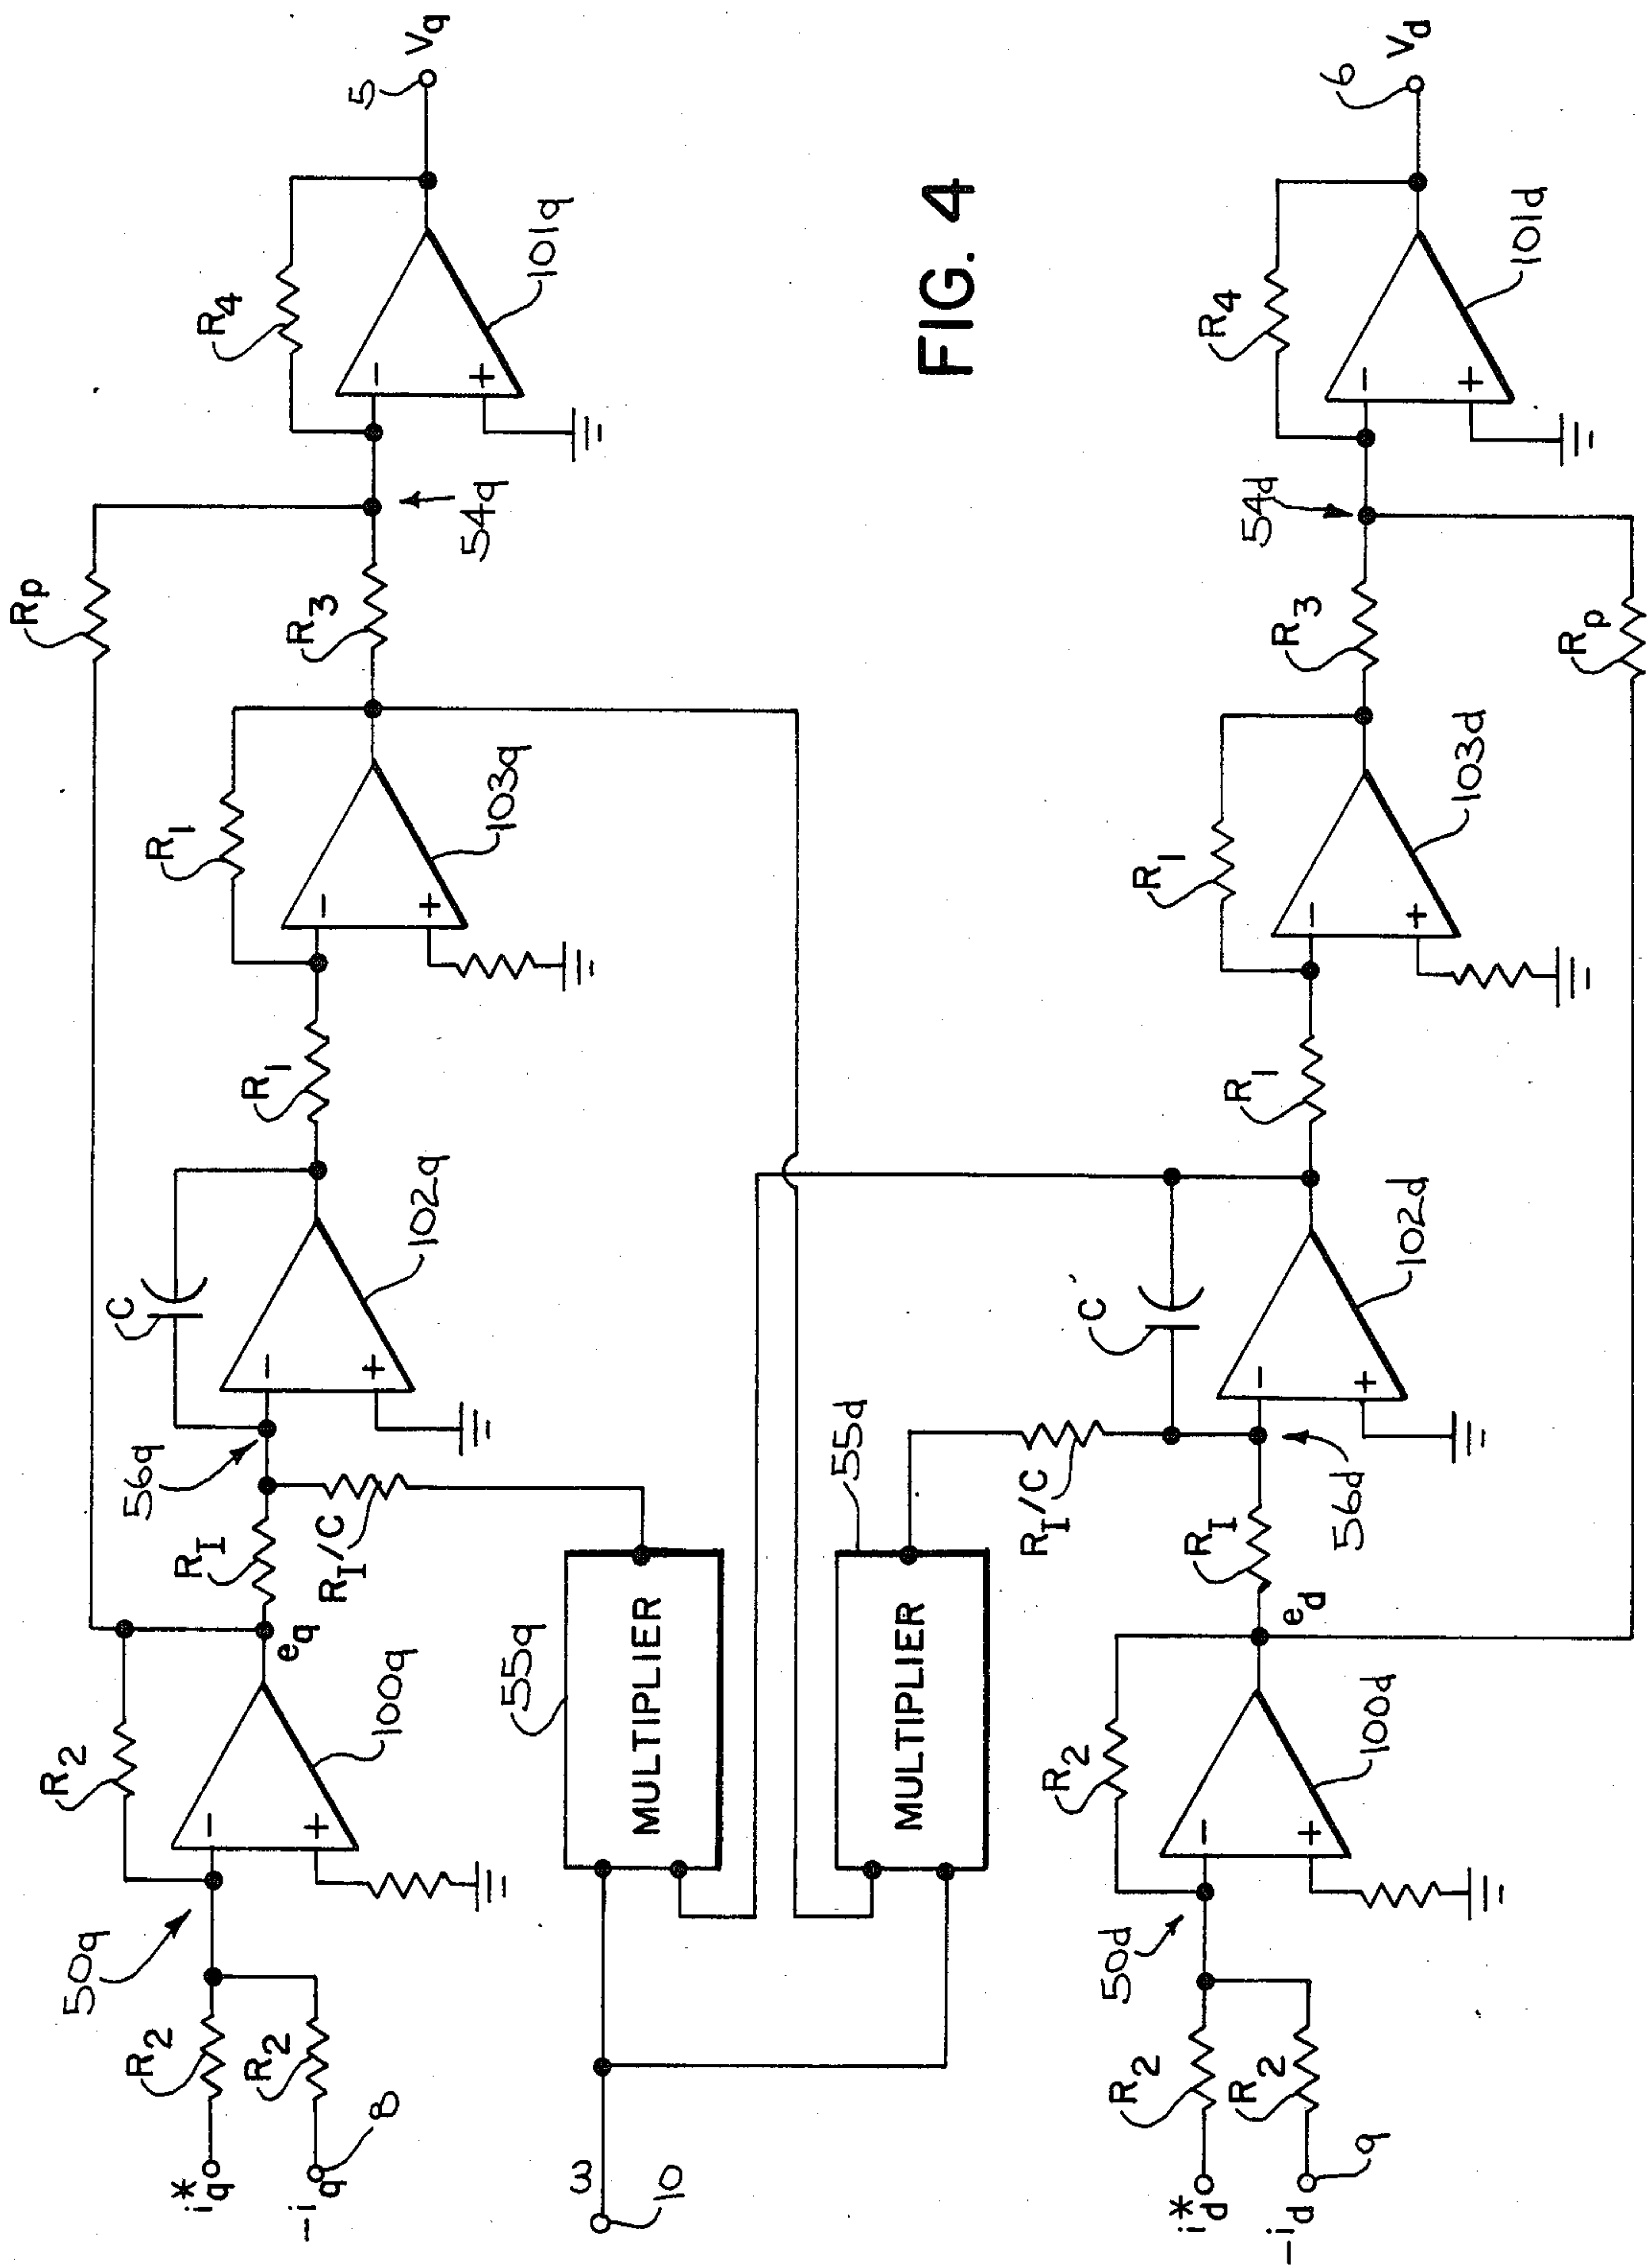 i*q
R2
-iq
8
50q
R2
R2
100q
eq
Rp
RI
RI/C
56q
C
102q
R1
R1
103q
R3
54q
R4
101q
5
Vq
ω
10
55q
MULTIPLIER
MULTIPLIER
55d
FIG. 4
i*d
R2
-id
9
50d
R2
R2
100d
ed
RI
RI/C
56d
C
102d
R1
R1
103d
R3
Rp
54d
R4
101d
6
Vd